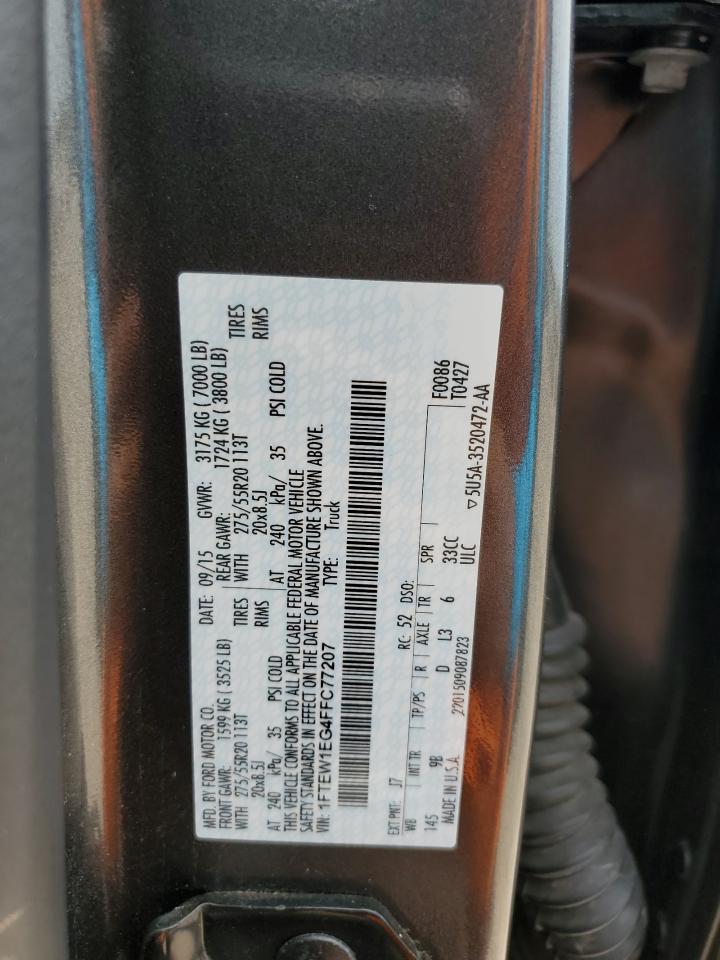 MFD. BY FORD MOTOR CO. DATE: 09/15 GVWR: 3175 KG ( 7000 LB)
FRONT GAWR: 1599 KG ( 3525 LB) REAR GAWR: 1724 KG ( 3800 LB)
WITH 275/55R20 113T TIRES WITH 275/55R20 113T TIRES
20x8.5J RIMS 20x8.5J RIMS
AT 240 kPa/ 35 PSI COLD AT 240 kPa/ 35 PSI COLD
THIS VEHICLE CONFORMS TO ALL APPLICABLE FEDERAL MOTOR VEHICLE
SAFETY STANDARDS IN EFFECT ON THE DATE OF MANUFACTURE SHOWN ABOVE.
VIN: 1FTEW1EG4FFC77207 TYPE: Truck
EXT PNT: J7 RC: 52 DSO: F0086
WB INT TR TP/PS R AXLE TR SPR T0427
145 9B D L3 6 33CC
MADE IN U.S.A. 2701509087823 ULC ▽5U5A-3520472-AA